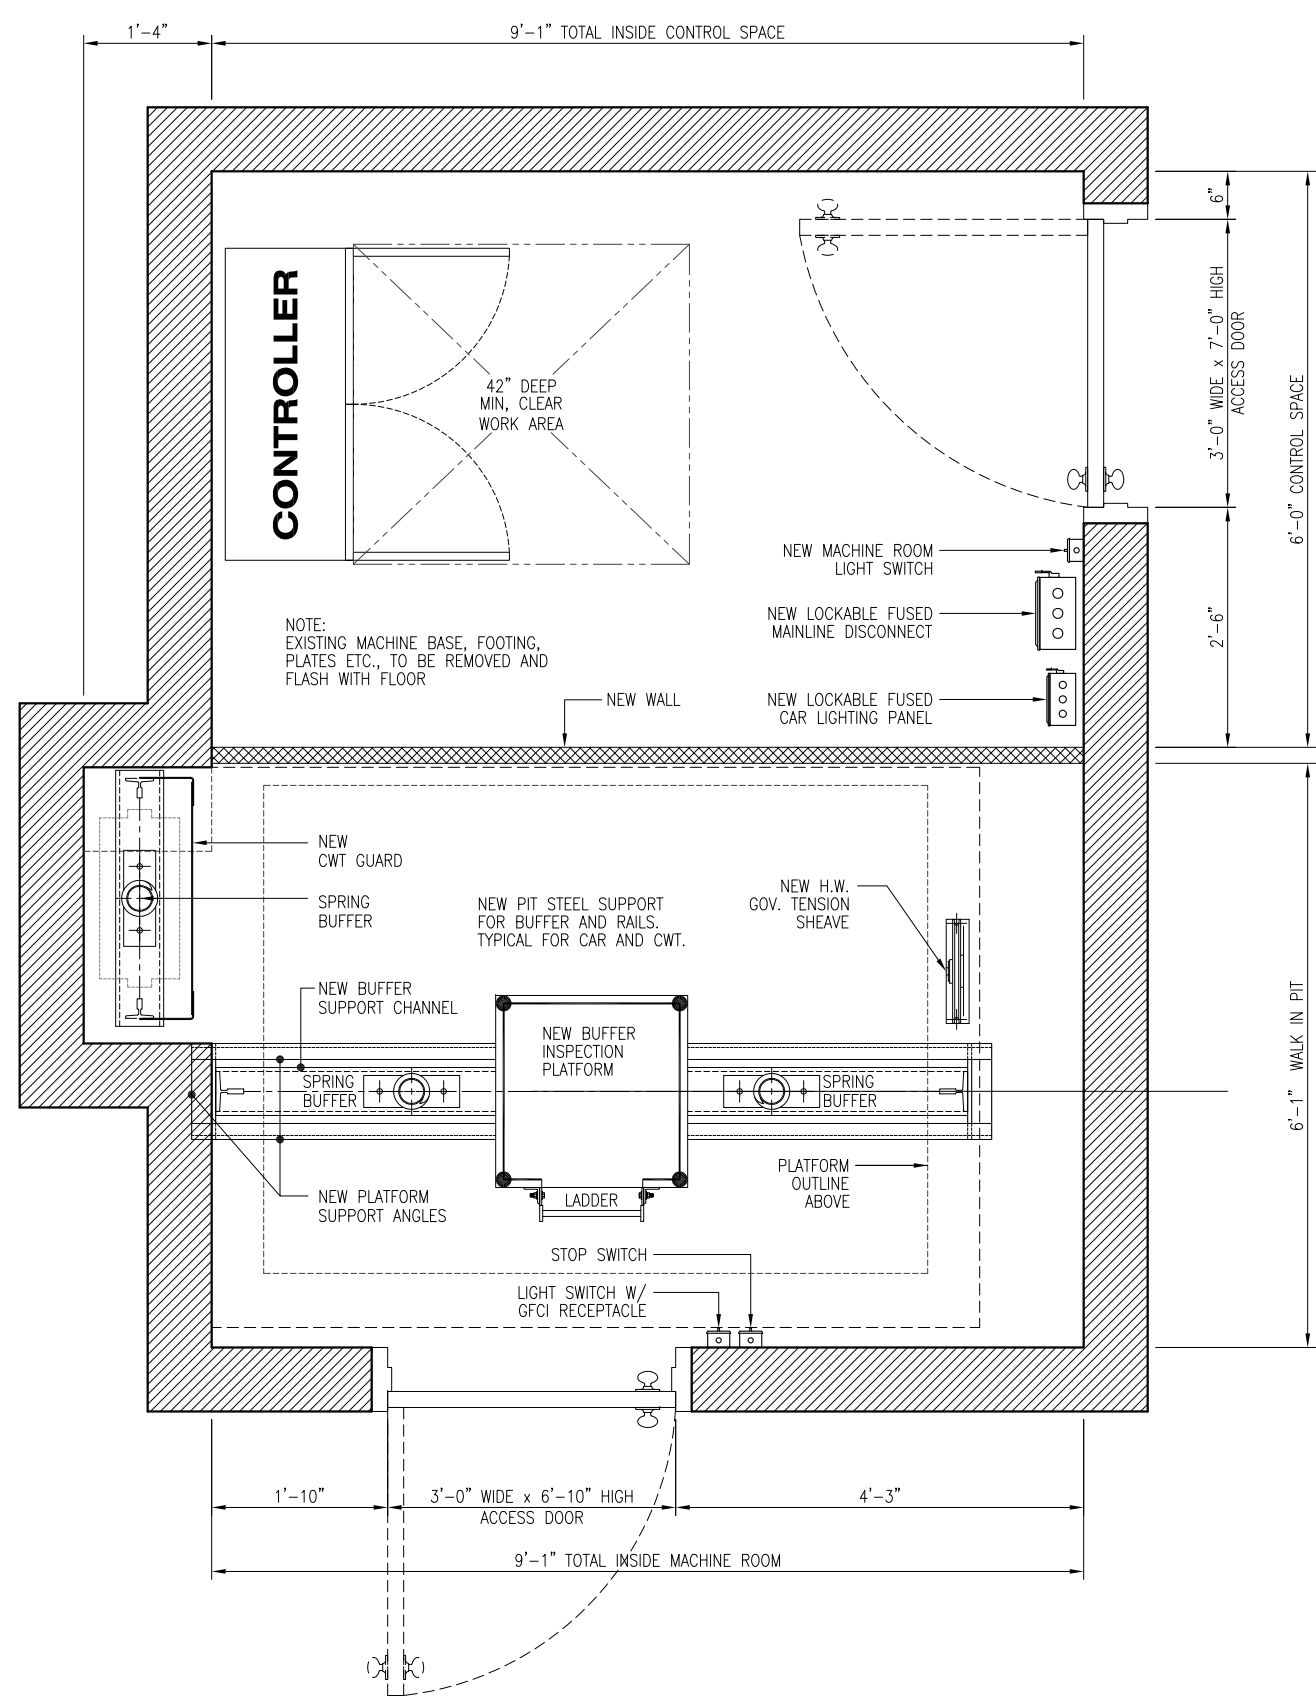 1'-4"
9'-1" TOTAL INSIDE CONTROL SPACE
6"
3'-0" WIDE x 7'-0" HIGH
ACCESS DOOR
6'-0" CONTROL SPACE
2'-6"
CONTROLLER
42" DEEP
MIN, CLEAR
WORK AREA
NEW MACHINE ROOM
LIGHT SWITCH
NEW LOCKABLE FUSED
MAINLINE DISCONNECT
NEW LOCKABLE FUSED
CAR LIGHTING PANEL
NOTE:
EXISTING MACHINE BASE, FOOTING,
PLATES ETC., TO BE REMOVED AND
FLASH WITH FLOOR
NEW WALL
NEW
CWT GUARD
SPRING
BUFFER
NEW PIT STEEL SUPPORT
FOR BUFFER AND RAILS.
TYPICAL FOR CAR AND CWT.
NEW H.W.
GOV. TENSION
SHEAVE
NEW BUFFER
SUPPORT CHANNEL
NEW BUFFER
INSPECTION
PLATFORM
SPRING
BUFFER
SPRING
BUFFER
6'-1" WALK IN PIT
PLATFORM
OUTLINE
ABOVE
NEW PLATFORM
SUPPORT ANGLES
LADDER
STOP SWITCH
LIGHT SWITCH W/
GFCI RECEPTACLE
1'-10"
3'-0" WIDE x 6'-10" HIGH
ACCESS DOOR
4'-3"
9'-1" TOTAL INSIDE MACHINE ROOM